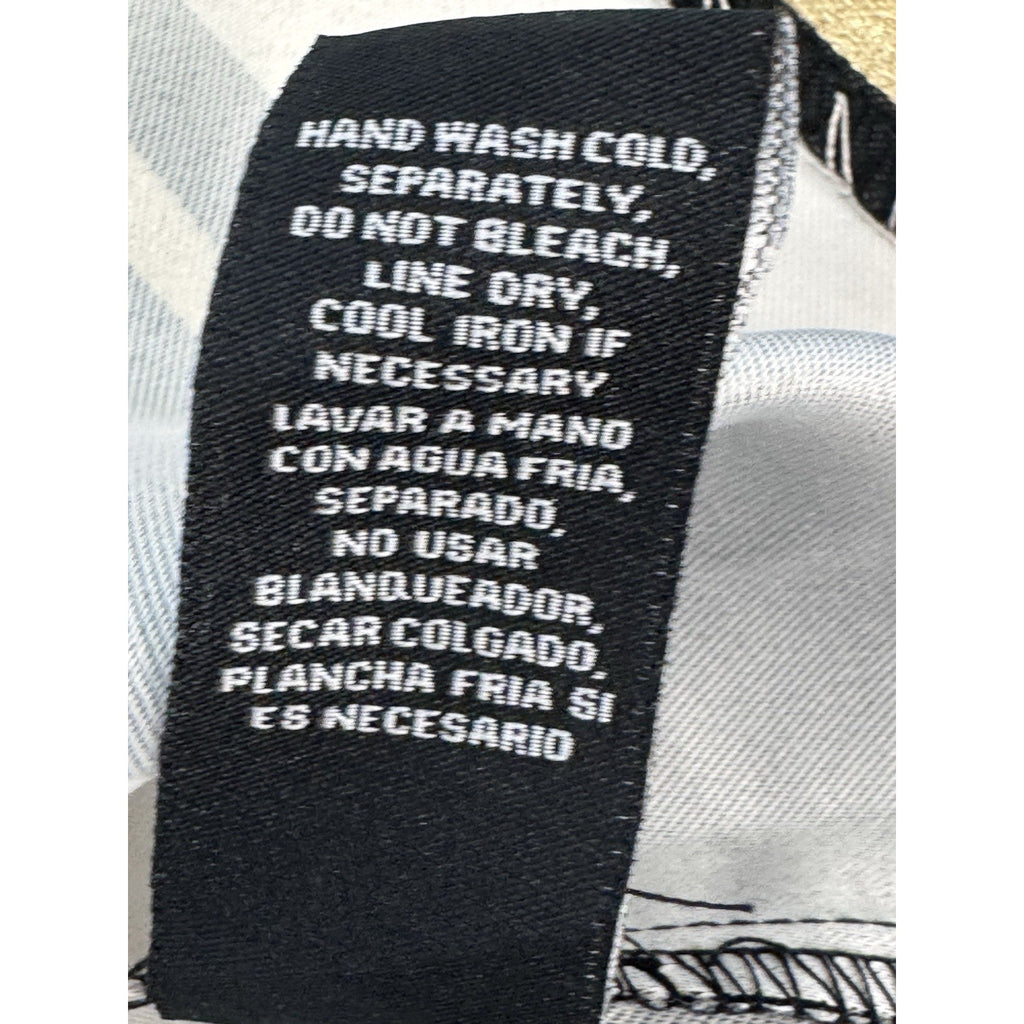 HAND WASH COLD,
SEPARATELY,
DO NOT BLEACH,
LINE DRY,
COOL IRON IF
NECESSARY
LAVAR A MANO
CON AGUA FRIA,
SEPARADO,
NO USAR
BLANQUEADOR,
SECAR COLGADO,
PLANCHA FRIA SI
ES NECESARIO